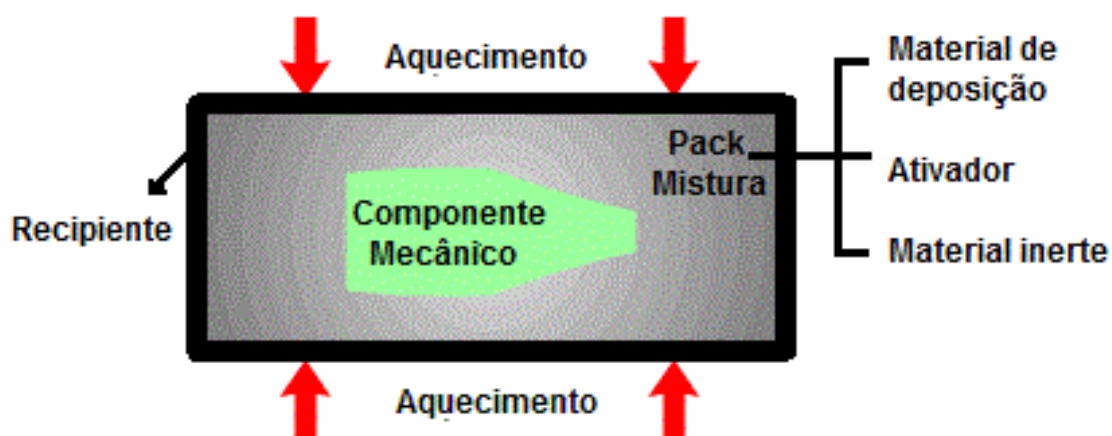 Aquecimento
Material de
deposição
Pack
Mistura
Ativador
Componente
Mecânico
Recipiente
Material inerte
Aquecimento